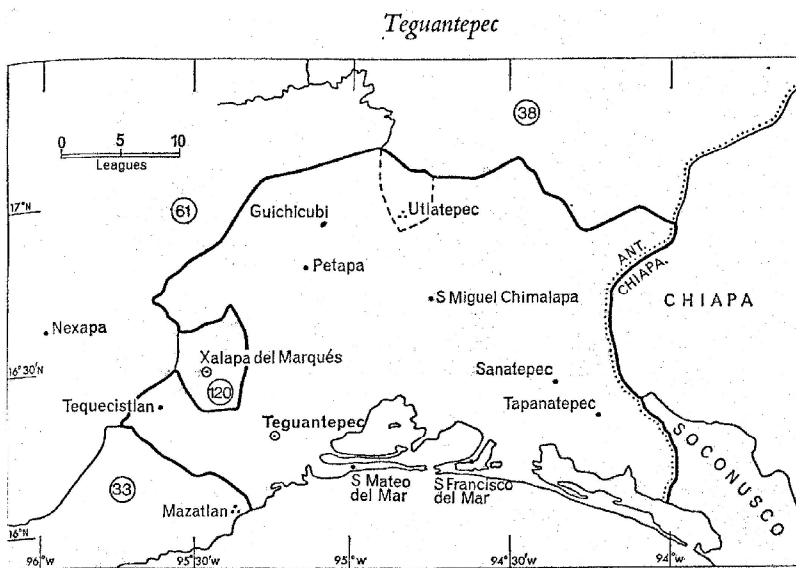 Teguantepec
38
0 5 10
Leagues
17°N
61
Guichicubi
Utlatepec
Petapa
ANT.
CHIAPA.
CHIAPA
S Miguel Chimalapa
Nexapa
Xalapa del Marqués
16°30'N
120
Sanatepec
Tequecistlan
Tapanatepec
Teguantepec
SOCONUSCO
S Mateo
del Mar
S Francisco
del Mar
33
Mazatlan
16°N
96°W
95°30'W
95°W
94°30'W
94°W